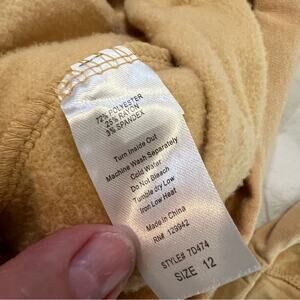 72% POLYESTER
25% RAYON
3% SPANDEX
Turn Inside Out
Machine Wash Separately
Cold Water
Do Not Bleach
Tumble dry Low
Iron Low Heat
Made in China
RN# 129942
STYLE# 7D474
SIZE 12